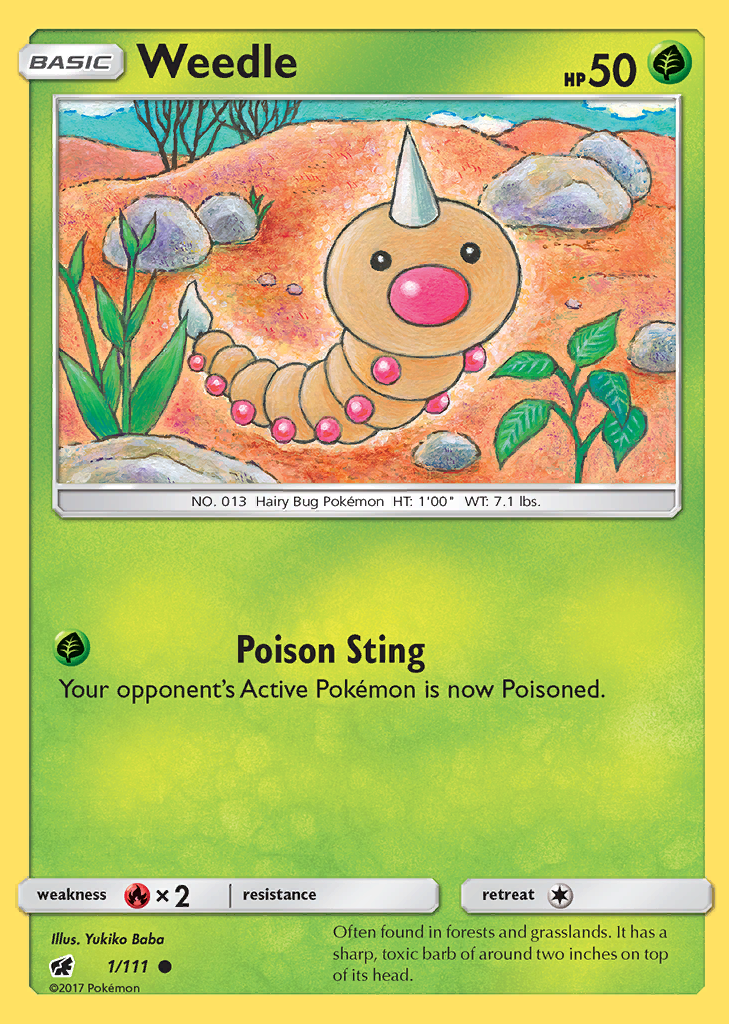 BASIC Weedle HP50
NO. 013 Hairy Bug Pokémon HT: 1'00" WT: 7.1 lbs.
Poison Sting
Your opponent's Active Pokémon is now Poisoned.
weakness × 2 resistance retreat
Illus. Yukiko Baba
1/111
©2017 Pokémon
Often found in forests and grasslands. It has a
sharp, toxic barb of around two inches on top
of its head.